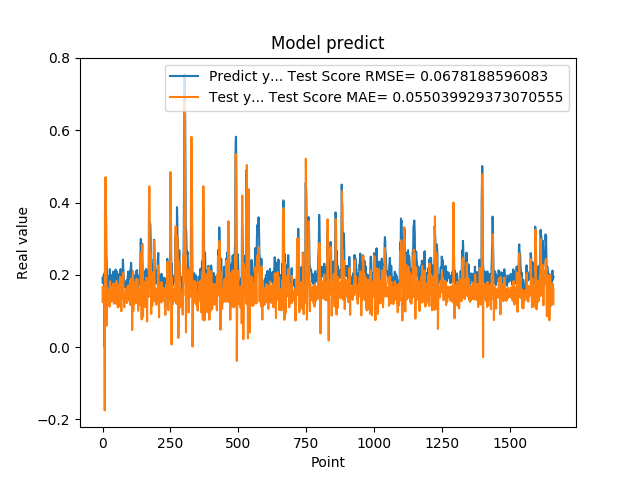 Model predict
Predict y... Test Score RMSE= 0.0678188596083
Test y... Test Score MAE= 0.055039929373070555
0.8
0.6
0.4
0.2
0.0
−0.2
Real value
0 250 500 750 1000 1250 1500
Point